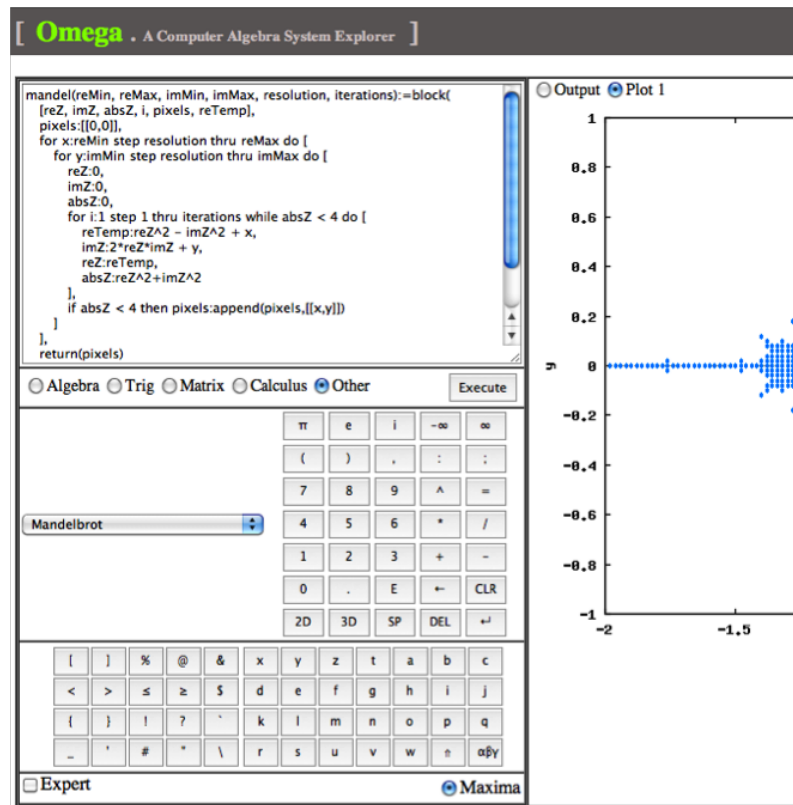 [ Omega . A Computer Algebra System Explorer ]
mandel(reMin, reMax, imMin, imMax, resolution, iterations):=block(
[reZ, imZ, absZ, i, pixels, reTemp],
pixels:[[0,0]],
for x:reMin step resolution thru reMax do [
for y:imMin step resolution thru imMax do [
reZ:0,
imZ:0,
absZ:0,
for i:1 step 1 thru iterations while absZ < 4 do [
reTemp:reZ^2 - imZ^2 + x,
imZ:2*reZ*imZ + y,
reZ:reTemp,
absZ:reZ^2+imZ^2
],
if absZ < 4 then pixels:append(pixels,[[x,y]])
]
],
return(pixels)
Algebra Trig Matrix Calculus Other Execute
Mandelbrot
π e i -∞ ∞
( ) , : ;
7 8 9 ^ =
4 5 6 * /
1 2 3 + -
0 . E ← CLR
2D 3D SP DEL ↵
[ ] % @ & x y z t a b c
< > ≤ ≥ $ d e f g h i j
{ } ! ? ` k l m n o p q
_ ' # " \ r s u v w ⇑ αβγ
Expert Maxima
Output Plot 1
1
0.8
0.6
0.4
0.2
y 0
-0.2
-0.4
-0.6
-0.8
-1
-2 -1.5